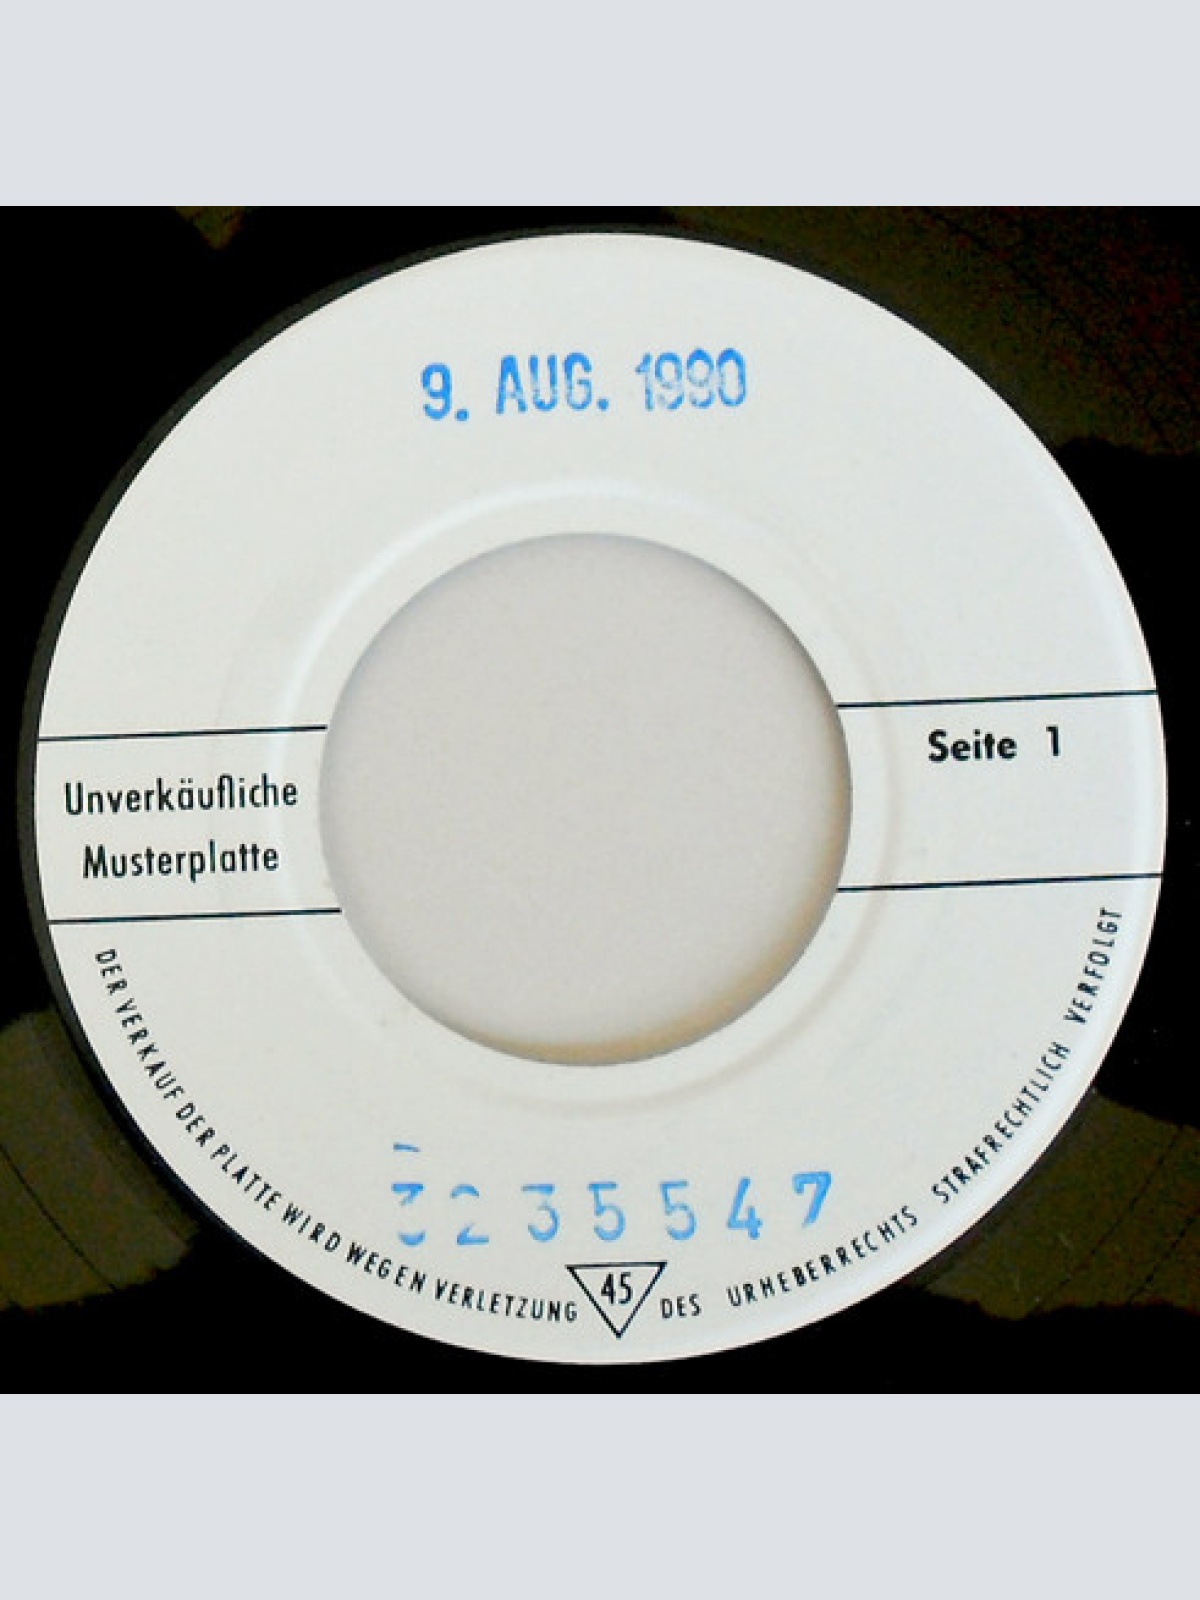 9. AUG. 1990
Unverkäufliche
Musterplatte
Seite 1
3235547
45
DER VERKAUF DER PLATTE WIRD WEGEN VERLETZUNG DES URHEBERRECHTS STRAFRECHTLICH VERFOLGT